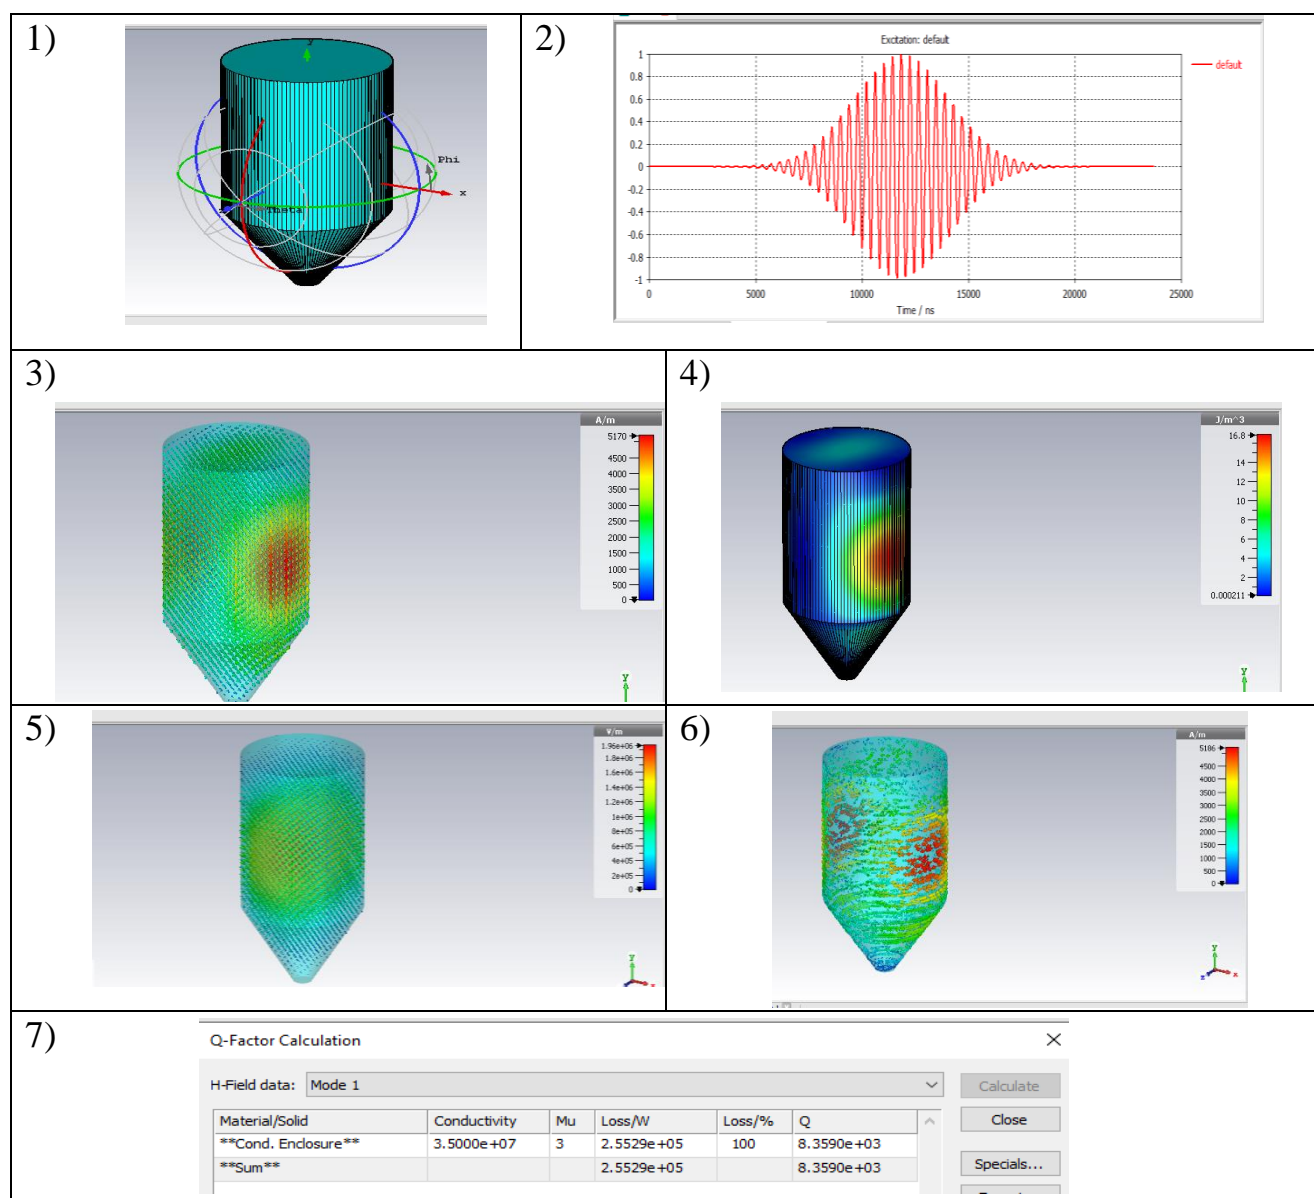 1)
y
Phi
x
Theta
z
2)
Excitation: default
default
1
0.8
0.6
0.4
0.2
0
-0.2
-0.4
-0.6
-0.8
-1
0 5000 10000 15000 20000 25000
Time / ns
3)
A/m
5170
4500
4000
3500
3000
2500
2000
1500
1000
500
0
y
4)
J/m^3
16.8
14
12
10
8
6
4
2
0.000211
y
5)
V/m
1.96e+06
1.8e+06
1.6e+06
1.4e+06
1.2e+06
1e+06
8e+05
6e+05
4e+05
2e+05
0
y
x
6)
A/m
5186
4500
4000
3500
3000
2500
2000
1500
1000
500
0
y
z x
7)
Q-Factor Calculation
H-Field data: Mode 1 Calculate
Material/Solid Conductivity Mu Loss/W Loss/% Q Close
**Cond. Enclosure** 3.5000e+07 3 2.5529e+05 100 8.3590e+03
**Sum** 2.5529e+05 8.3590e+03 Specials...